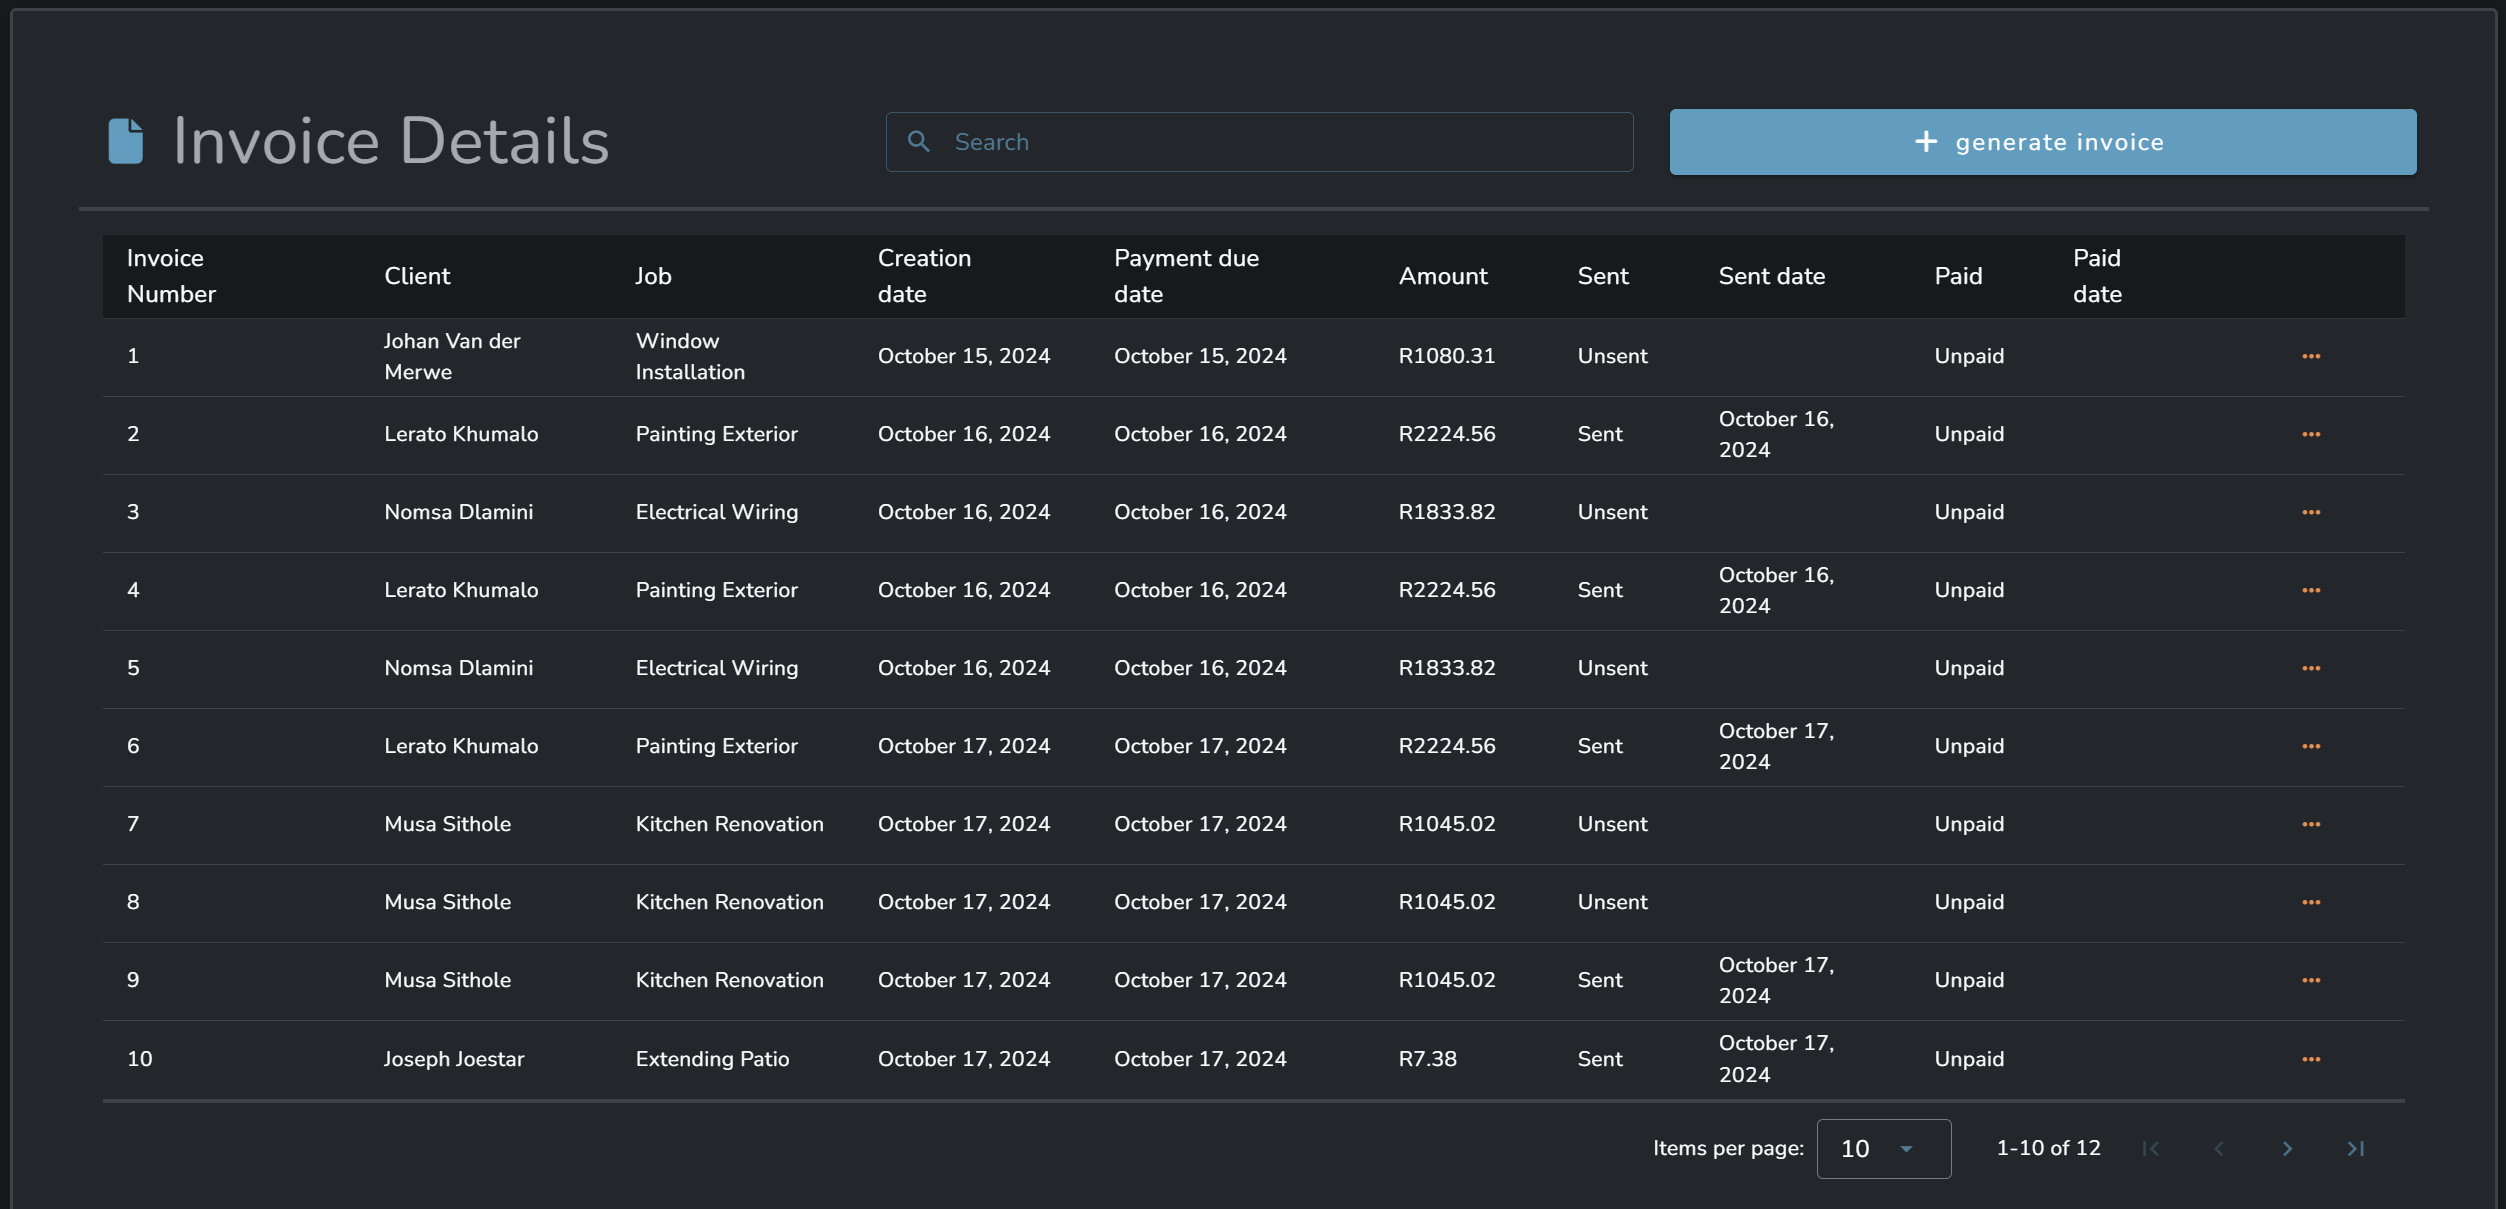 Invoice Details
Search
+ generate invoice
Invoice Number Client Job Creation date Payment due date Amount Sent Sent date Paid Paid date
1 Johan Van der Merwe Window Installation October 15, 2024 October 15, 2024 R1080.31 Unsent Unpaid ...
2 Lerato Khumalo Painting Exterior October 16, 2024 October 16, 2024 R2224.56 Sent October 16, 2024 Unpaid ...
3 Nomsa Dlamini Electrical Wiring October 16, 2024 October 16, 2024 R1833.82 Unsent Unpaid ...
4 Lerato Khumalo Painting Exterior October 16, 2024 October 16, 2024 R2224.56 Sent October 16, 2024 Unpaid ...
5 Nomsa Dlamini Electrical Wiring October 16, 2024 October 16, 2024 R1833.82 Unsent Unpaid ...
6 Lerato Khumalo Painting Exterior October 17, 2024 October 17, 2024 R2224.56 Sent October 17, 2024 Unpaid ...
7 Musa Sithole Kitchen Renovation October 17, 2024 October 17, 2024 R1045.02 Unsent Unpaid ...
8 Musa Sithole Kitchen Renovation October 17, 2024 October 17, 2024 R1045.02 Unsent Unpaid ...
9 Musa Sithole Kitchen Renovation October 17, 2024 October 17, 2024 R1045.02 Sent October 17, 2024 Unpaid ...
10 Joseph Joestar Extending Patio October 17, 2024 October 17, 2024 R7.38 Sent October 17, 2024 Unpaid ...
Items per page: 10 1-10 of 12